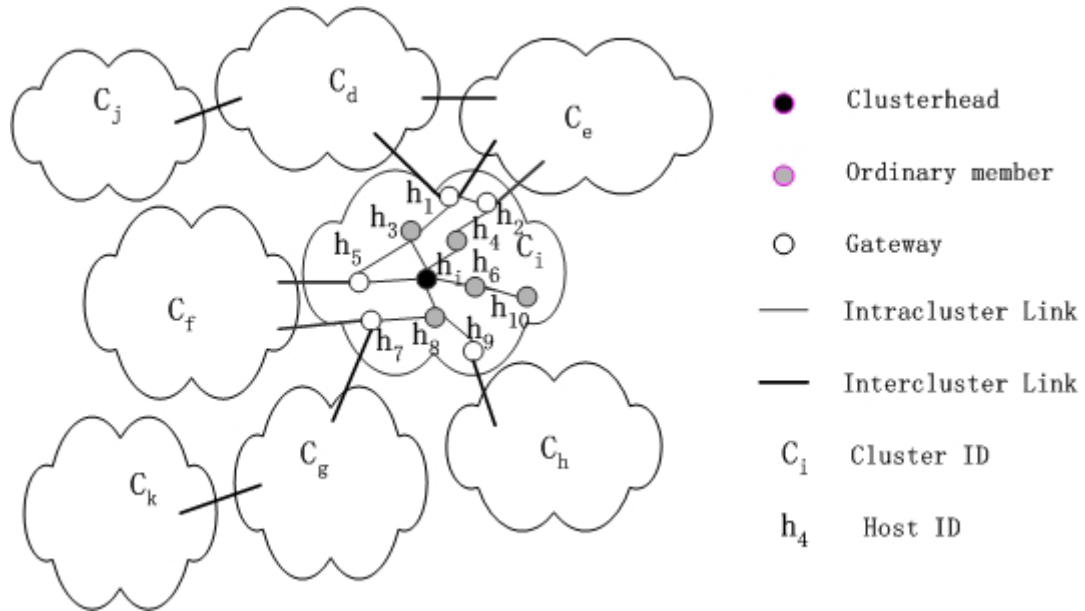 C_j
C_d
C_e
h_1
h_2
h_3
h_4
C_i
h_5
h_i
h_6
h_10
C_f
h_7
h_8
h_9
C_g
C_h
C_k
Clusterhead
Ordinary member
Gateway
Intracluster Link
Intercluster Link
C_i Cluster ID
h_4 Host ID